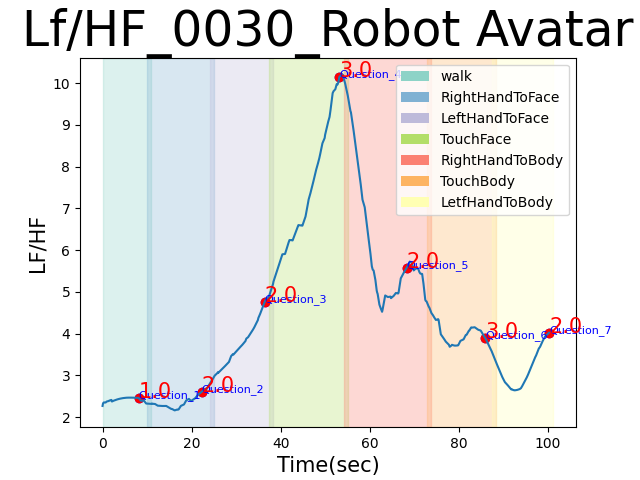 Lf/HF_0030_Robot Avatar
LF/HF
10
9
8
7
6
5
4
3
2
0
20
40
60
80
100
Time(sec)
walk
RightHandToFace
LeftHandToFace
TouchFace
RightHandToBody
TouchBody
LetfHandToBody
1.0
Question_1
2.0
Question_2
2.0
Question_3
3.0
Question_4
2.0
Question_5
3.0
Question_6
2.0
Question_7